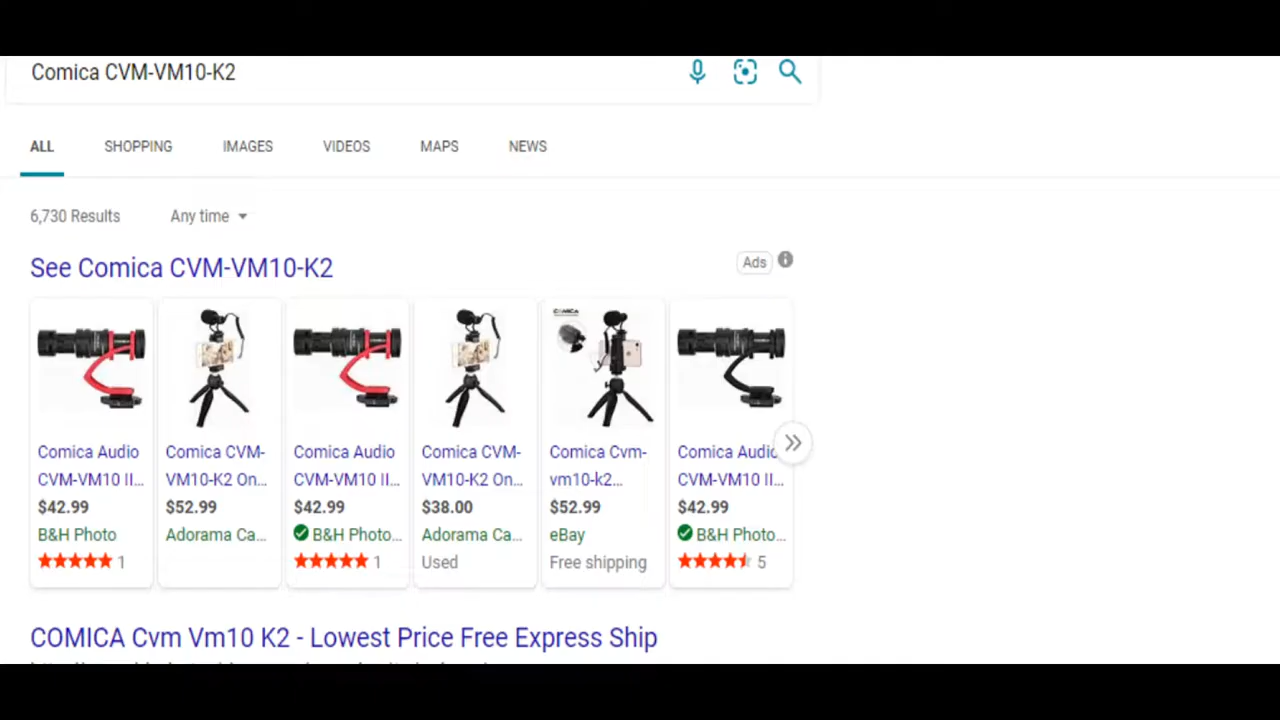 Comica CVM-VM10-K2
ALL SHOPPING IMAGES VIDEOS MAPS NEWS
6,730 Results Any time
See Comica CVM-VM10-K2
Ads
COMICA
Comica Audio
CVM-VM10 II...
$42.99
B&H Photo
1
Comica CVM-
VM10-K2 On...
$52.99
Adorama Ca...
Comica Audio
CVM-VM10 II...
$42.99
B&H Photo...
1
Comica CVM-
VM10-K2 On...
$38.00
Adorama Ca...
Used
Comica Cvm-
vm10-k2...
$52.99
eBay
Free shipping
Comica Audio
CVM-VM10 II...
$42.99
B&H Photo...
5
COMICA Cvm Vm10 K2 - Lowest Price Free Express Ship